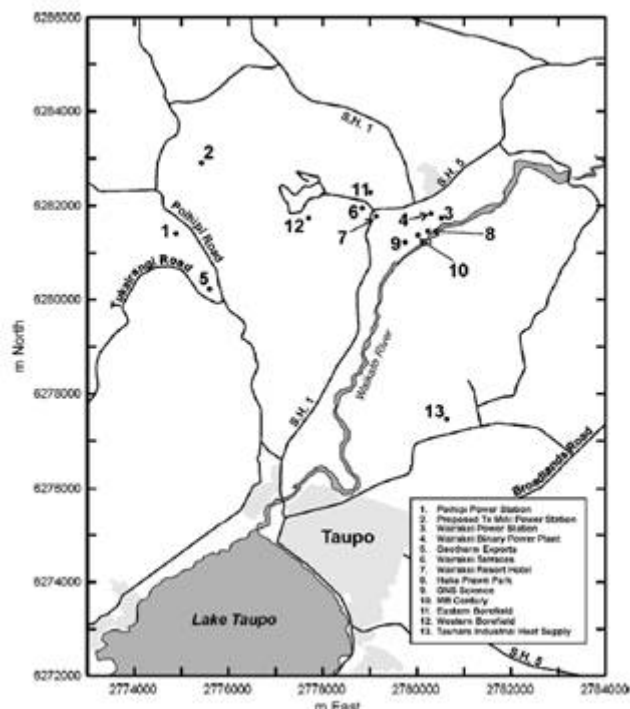 6286000
6284000
6282000
6280000
6278000
6276000
6274000
6272000
m North
S.H. 1
S.H. 5
2
11
6
12
7
4
3
8
9
10
1
Poihipi Road
Tukairangi Road
5
Waikato River
S.H. 1
13
Broadlands Road
Taupo
Lake Taupo
S.H. 5
1. Poihipi Power Station
2. Proposed Te Mihi Power Station
3. Wairakei Power Station
4. Wairakei Binary Power Plant
5. Geotherm Exports
6. Wairakei Terraces
7. Wairakei Resort Hotel
8. Huka Prawn Park
9. GNS Science
10. MB Century
11. Eastern Borefield
12. Western Borefield
13. Tauhara Industrial Heat Supply
2774000 2776000 2778000 2780000 2782000 2784000
m East